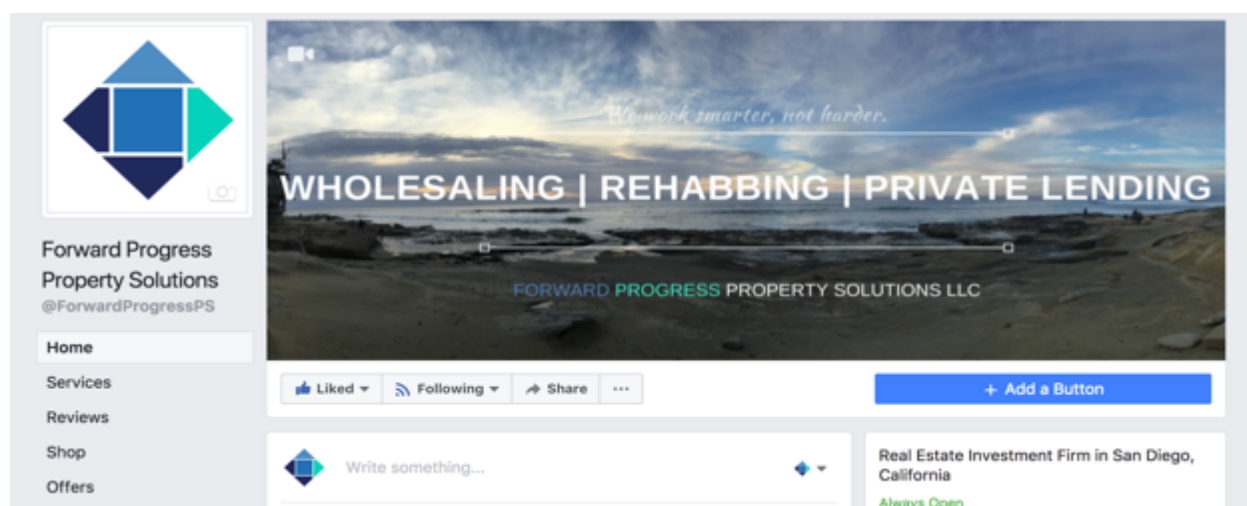 We work smarter, not harder.
WHOLESALING | REHABBING | PRIVATE LENDING
FORWARD PROGRESS PROPERTY SOLUTIONS LLC
Forward Progress
Property Solutions
@ForwardProgressPS
Home
Services
Reviews
Shop
Offers
Liked
Following
Share
...
+ Add a Button
Write something...
Real Estate Investment Firm in San Diego,
California
Always Open